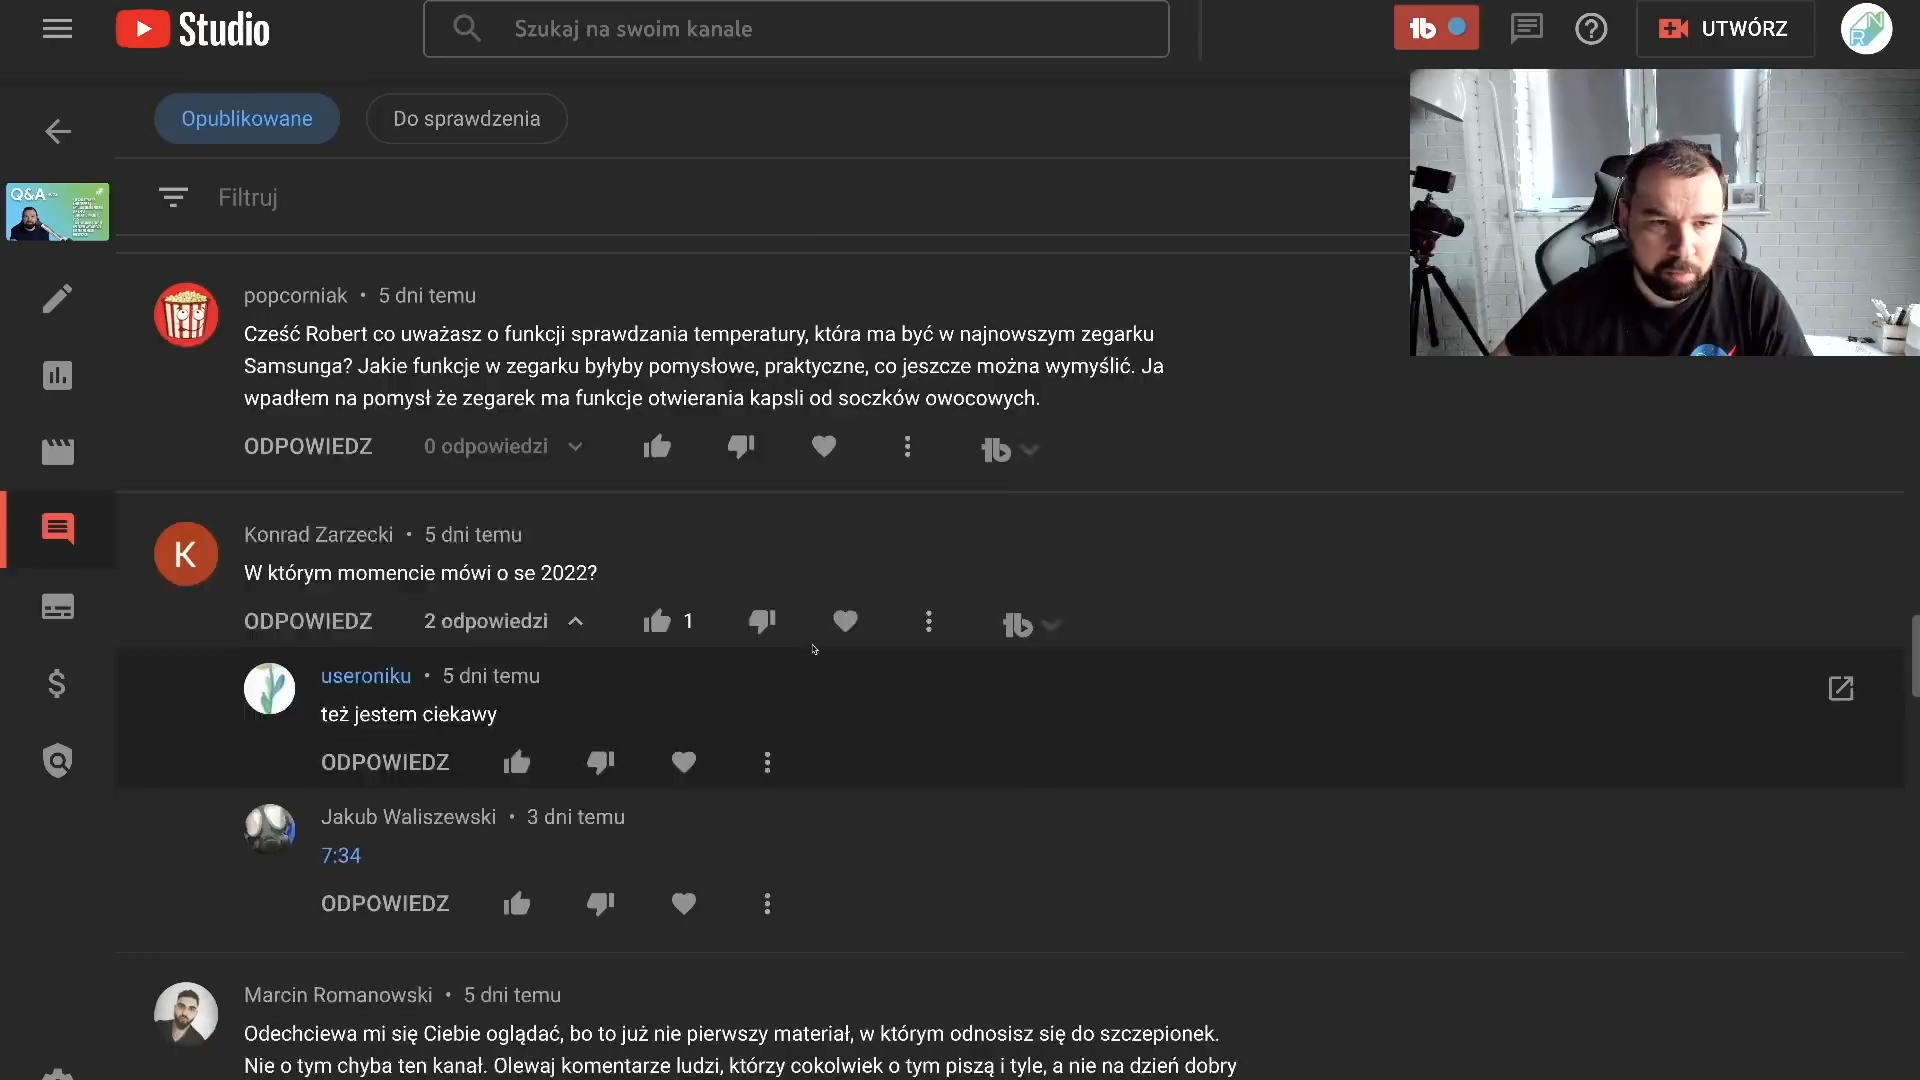 Studio
Szukaj na swoim kanale
UTWÓRZ
Opublikowane
Do sprawdzenia
Filtruj
Q&A
popcorniak • 5 dni temu
Cześć Robert co uważasz o funkcji sprawdzania temperatury, która ma być w najnowszym zegarku
Samsunga? Jakie funkcje w zegarku byłyby pomysłowe, praktyczne, co jeszcze można wymyślić. Ja
wpadłem na pomysł że zegarek ma funkcje otwierania kapsli od soczków owocowych.
ODPOWIEDZ
0 odpowiedzi
K
Konrad Zarzecki • 5 dni temu
W którym momencie mówi o se 2022?
ODPOWIEDZ
2 odpowiedzi
1
useroniku • 5 dni temu
też jestem ciekawy
ODPOWIEDZ
Jakub Waliszewski • 3 dni temu
7:34
ODPOWIEDZ
Marcin Romanowski • 5 dni temu
Odechciewa mi się Ciebie oglądać, bo to już nie pierwszy materiał, w którym odnosisz się do szczepionek.
Nie o tym chyba ten kanał. Olewaj komentarze ludzi, którzy cokolwiek o tym piszą i tyle, a nie na dzień dobry